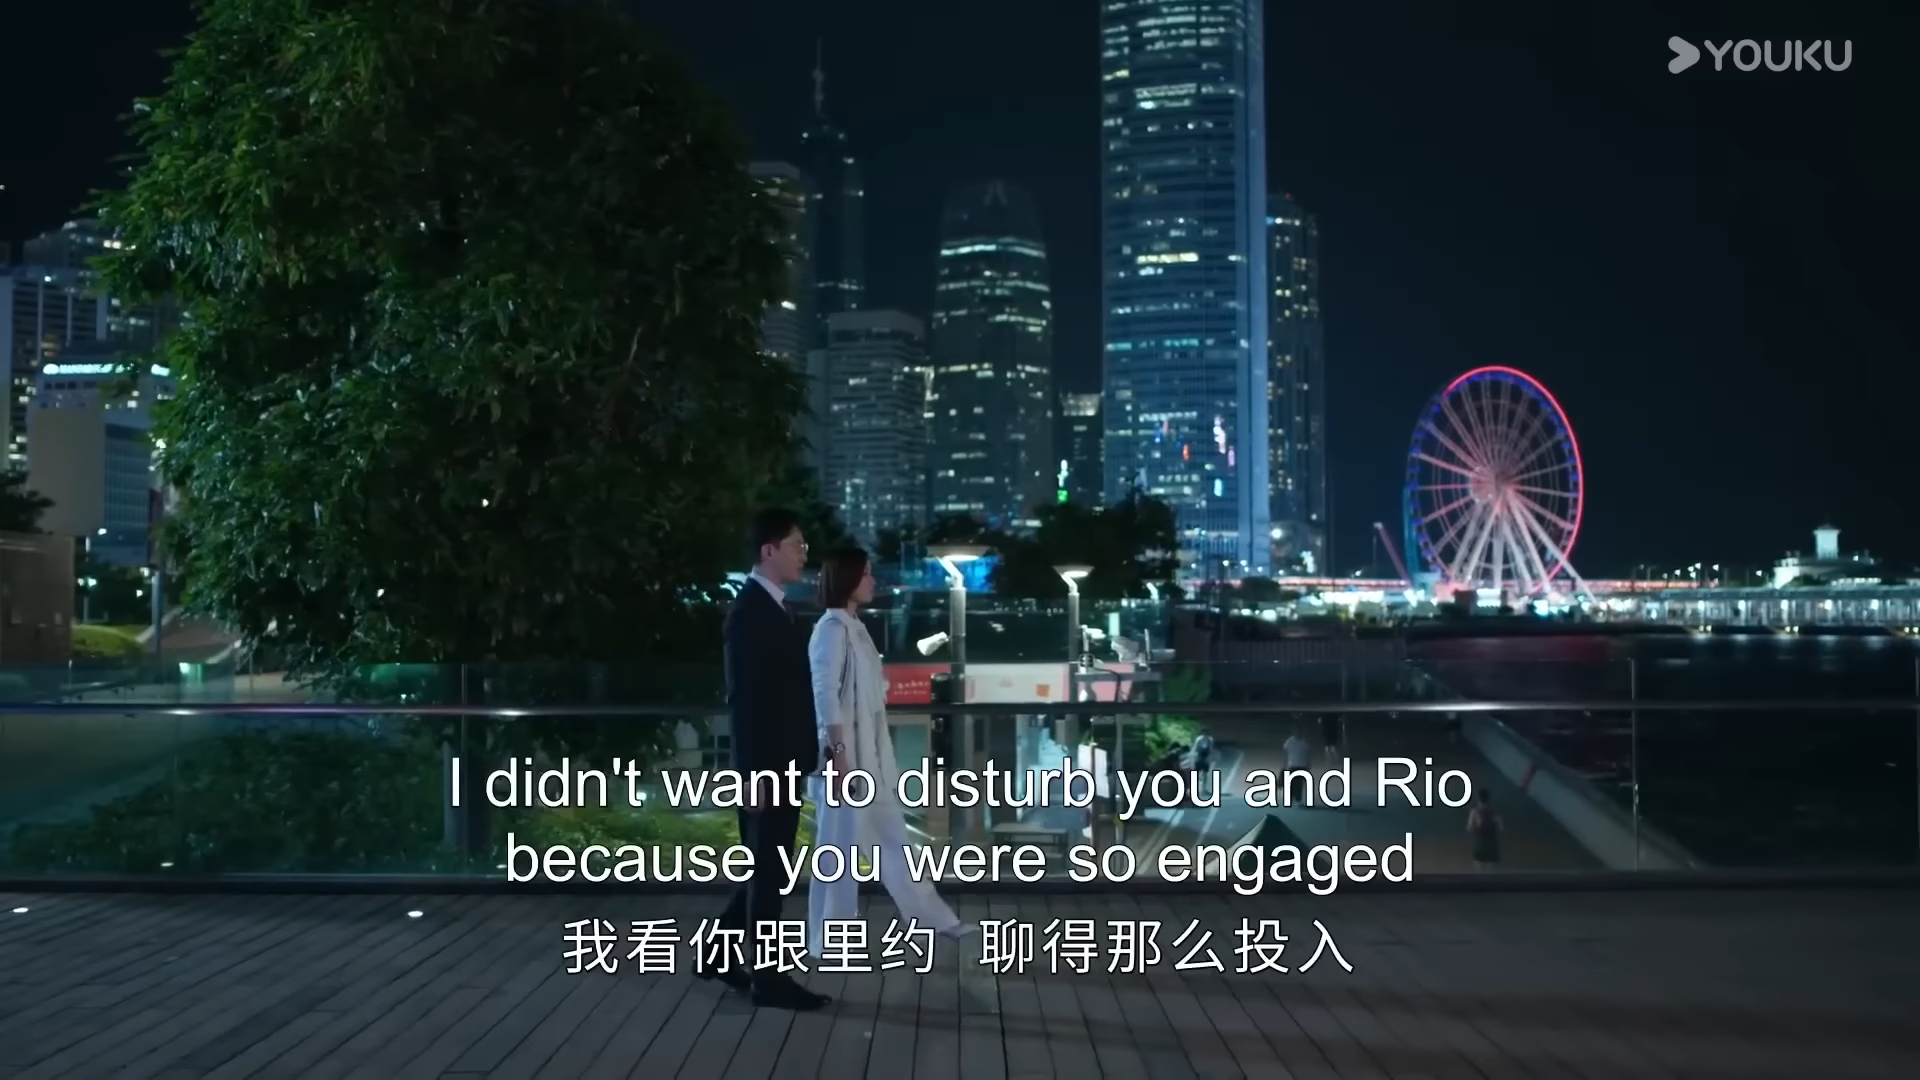 YOUKU
I didn't want to disturb you and Rio
because you were so engaged
我看你跟里约 聊得那么投入